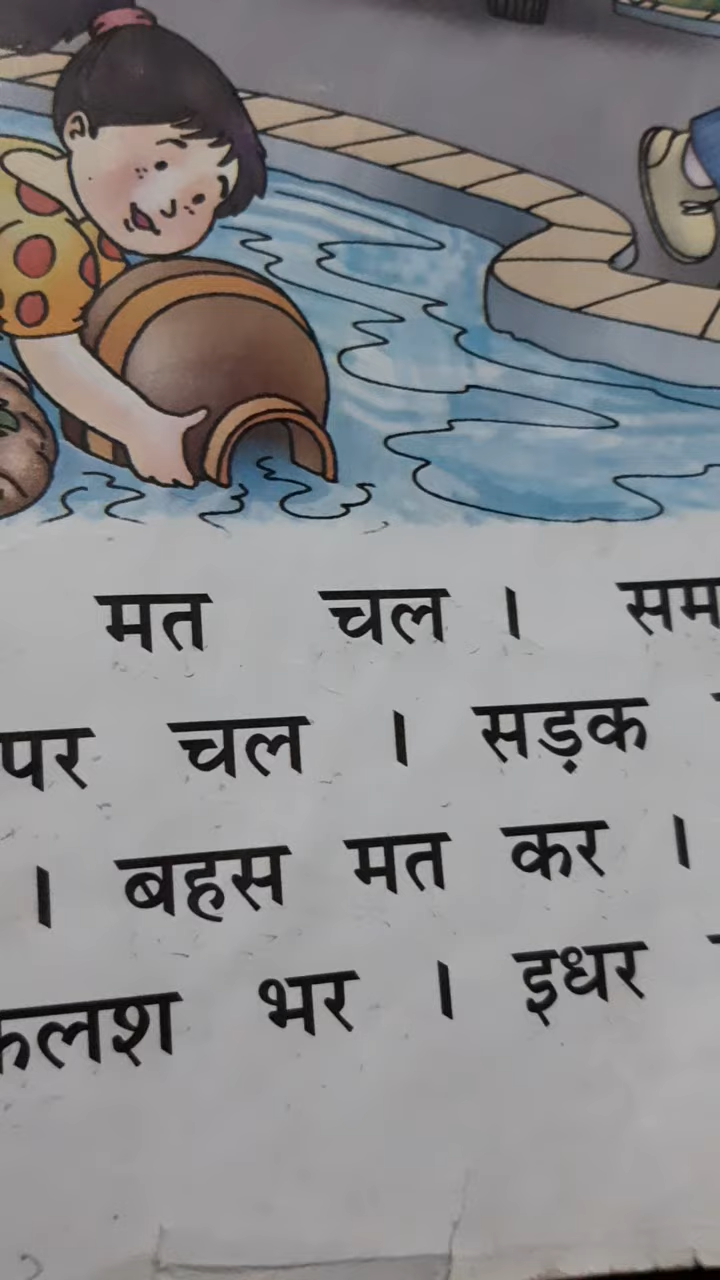 मत चल । सम
पर चल । सड़क
। बहस मत कर ।
कलश भर । इधर